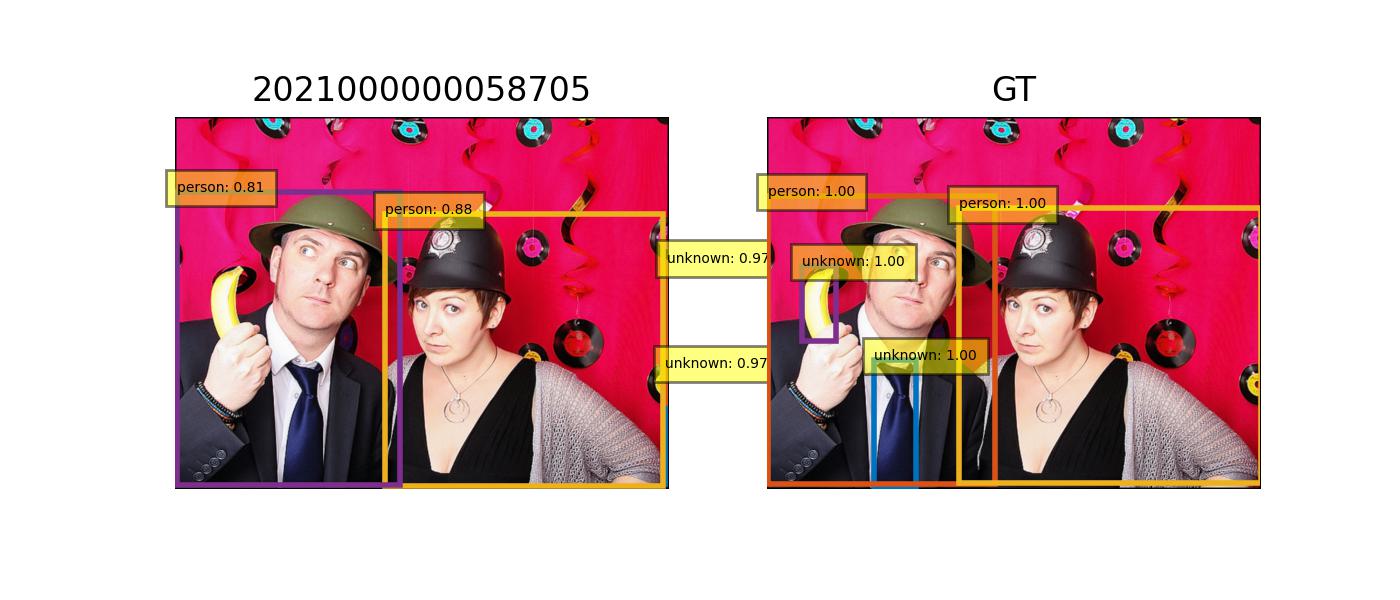 2021000000058705
GT
person: 0.81
person: 0.88
unknown: 0.97
unknown: 0.97
person: 1.00
person: 1.00
unknown: 1.00
unknown: 1.00